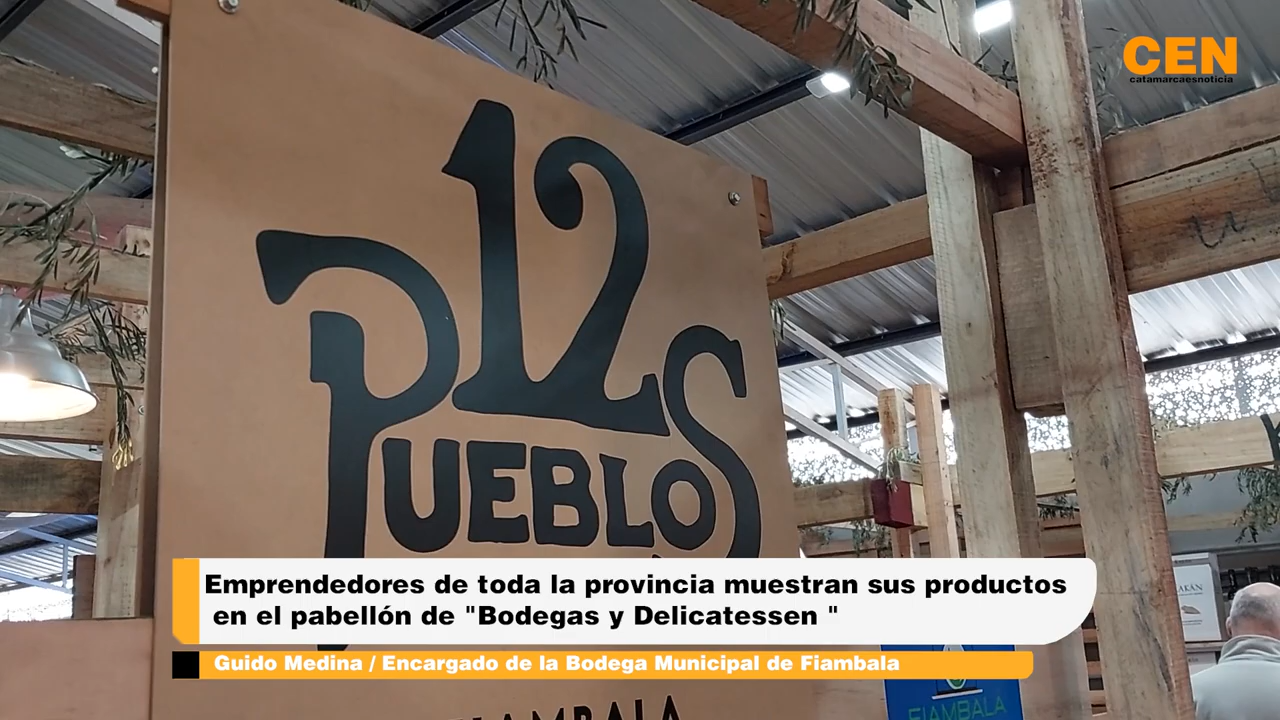 CEN
catamarcaesnoticia
12
PUEBLOS
FIAMBALA
Emprendedores de toda la provincia muestran sus productos
en el pabellón de "Bodegas y Delicatessen "
Guido Medina / Encargado de la Bodega Municipal de Fiambala
FIAMBALA